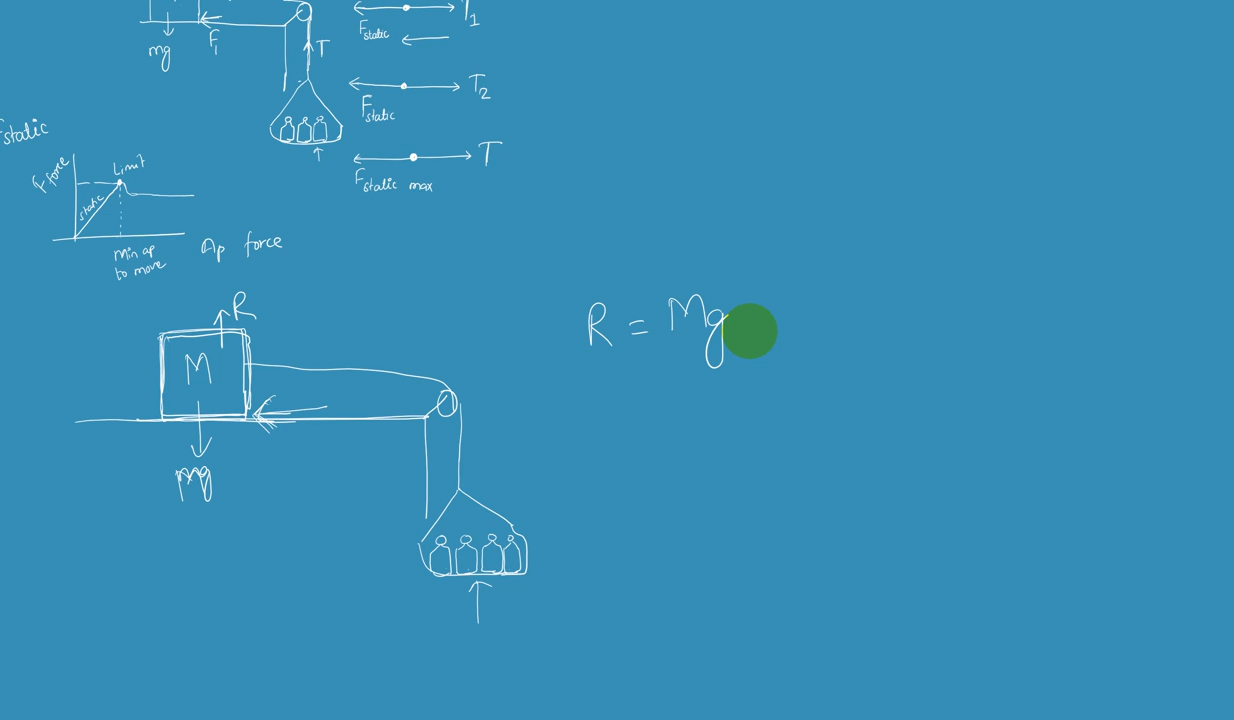 T1
Fstatic
mg
F1
T
T2
Fstatic
Fstatic
T
Fstatic max
F force
Limit
static
Min ap
to move
Ap force
R
M
mg
R = Mg